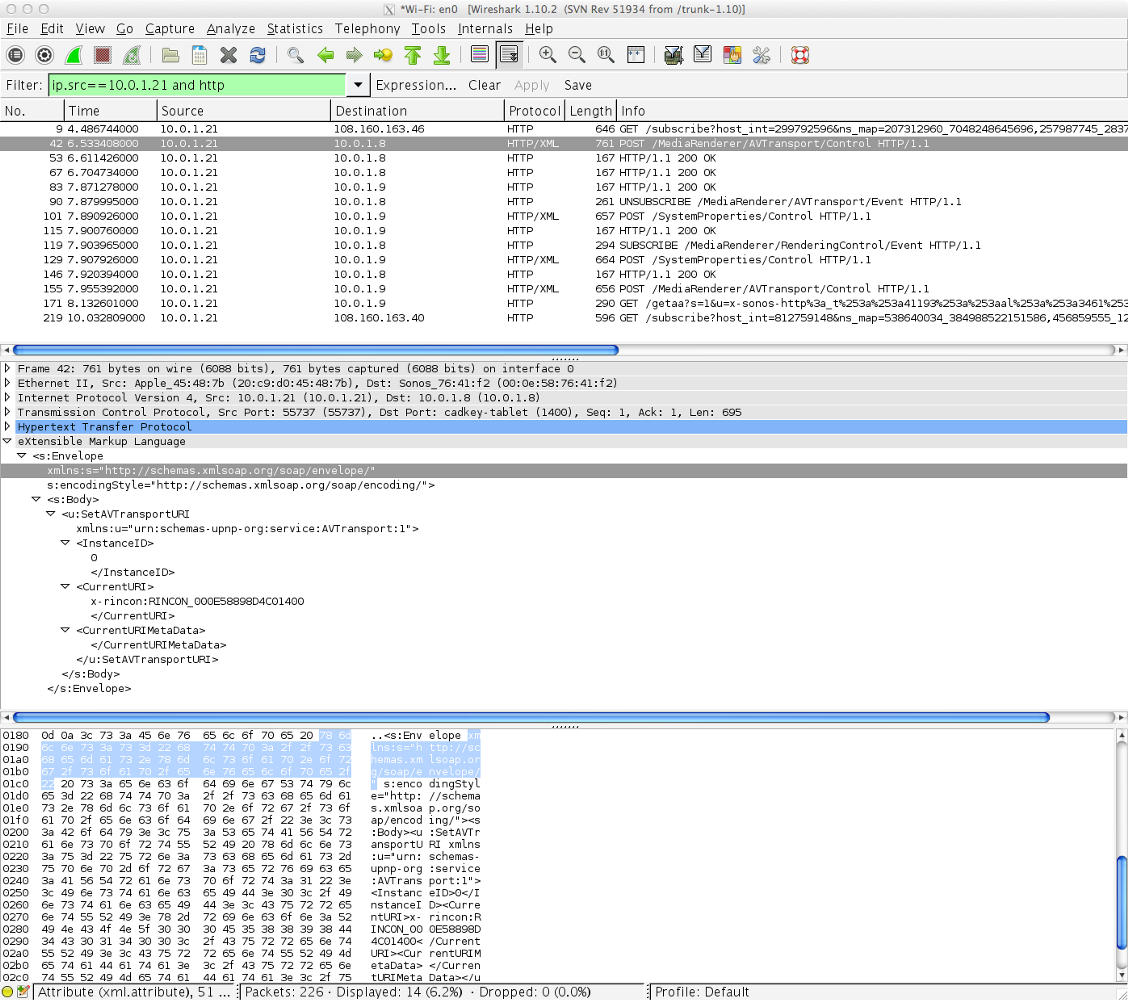 *Wi-Fi: en0 [Wireshark 1.10.2 (SVN Rev 51934 from /trunk-1.10)]
File Edit View Go Capture Analyze Statistics Telephony Tools Internals Help
Filter: ip.src==10.0.1.21 and http Expression... Clear Apply Save
No. Time Source Destination Protocol Length Info
9 4.486744000 10.0.1.21 108.160.163.46 HTTP 646 GET /subscribe?host_int=299792596&ns_map=207312960_7048248645696,257987745_2837
42 6.533408000 10.0.1.21 10.0.1.8 HTTP/XML 761 POST /MediaRenderer/AVTransport/Control HTTP/1.1
53 6.611426000 10.0.1.21 10.0.1.8 HTTP 167 HTTP/1.1 200 OK
67 6.704734000 10.0.1.21 10.0.1.8 HTTP 167 HTTP/1.1 200 OK
83 7.871278000 10.0.1.21 10.0.1.9 HTTP 167 HTTP/1.1 200 OK
90 7.879995000 10.0.1.21 10.0.1.8 HTTP 261 UNSUBSCRIBE /MediaRenderer/AVTransport/Event HTTP/1.1
101 7.890926000 10.0.1.21 10.0.1.9 HTTP/XML 657 POST /SystemProperties/Control HTTP/1.1
115 7.900760000 10.0.1.21 10.0.1.9 HTTP 167 HTTP/1.1 200 OK
119 7.903965000 10.0.1.21 10.0.1.9 HTTP 294 SUBSCRIBE /MediaRenderer/RenderingControl/Event HTTP/1.1
129 7.907926000 10.0.1.21 10.0.1.9 HTTP/XML 664 POST /SystemProperties/Control HTTP/1.1
146 7.920394000 10.0.1.21 10.0.1.9 HTTP 167 HTTP/1.1 200 OK
155 7.955392000 10.0.1.21 10.0.1.9 HTTP/XML 656 POST /MediaRenderer/AVTransport/Control HTTP/1.1
171 8.132601000 10.0.1.21 10.0.1.9 HTTP 290 GET /getaa?s=1&u=x-sonos-http%3a_t%253a%253a41193%253a%253aal%253a%253a3461%253
219 10.032809000 10.0.1.21 108.160.163.40 HTTP 596 GET /subscribe?host_int=812759148&ns_map=538640034_384988522151586,456859555_12
Frame 42: 761 bytes on wire (6088 bits), 761 bytes captured (6088 bits) on interface 0
Ethernet II, Src: Apple_45:48:7b (20:c9:d0:45:48:7b), Dst: Sonos_76:41:f2 (00:0e:58:76:41:f2)
Internet Protocol Version 4, Src: 10.0.1.21 (10.0.1.21), Dst: 10.0.1.8 (10.0.1.8)
Transmission Control Protocol, Src Port: 55737 (55737), Dst Port: cadkey-tablet (1400), Seq: 1, Ack: 1, Len: 695
Hypertext Transfer Protocol
eXtensible Markup Language
<s:Envelope
xmlns:s="http://schemas.xmlsoap.org/soap/envelope/"
s:encodingStyle="http://schemas.xmlsoap.org/soap/encoding/">
<s:Body>
<u:SetAVTransportURI
xmlns:u="urn:schemas-upnp-org:service:AVTransport:1">
<InstanceID>
0
</InstanceID>
<CurrentURI>
x-rincon:RINCON_000E58898D4C01400
</CurrentURI>
<CurrentURIMetaData>
</CurrentURIMetaData>
</u:SetAVTransportURI>
</s:Body>
</s:Envelope>
0180 0d 0a 3c 73 3a 45 6e 76 65 6c 6f 70 65 20 78 6d ..<s:Env elope xm
0190 6c 6e 73 3a 73 3d 22 68 74 74 70 3a 2f 2f 73 63 lns:s="h ttp://sc
01a0 68 65 6d 61 73 2e 78 6d 6c 73 6f 61 70 2e 6f 72 hemas.xm lsoap.or
01b0 67 2f 73 6f 61 70 2f 65 6e 76 65 6c 6f 70 65 2f g/soap/e nvelope/
01c0 22 20 73 3a 65 6e 63 6f 64 69 6e 67 53 74 79 6c " s:enco dingStyl
01d0 65 3d 22 68 74 74 70 3a 2f 2f 73 63 68 65 6d 61 e="http: //schema
01e0 73 2e 78 6d 6c 73 6f 61 70 2e 6f 72 67 2f 73 6f s.xmlsoa p.org/so
01f0 61 70 2f 65 6e 63 6f 64 69 6e 67 2f 22 3e 3c 73 ap/encod ing/"><s
0200 3a 42 6f 64 79 3e 3c 75 3a 53 65 74 41 56 54 72 :Body><u :SetAVTr
0210 61 6e 73 70 6f 72 74 55 52 49 20 78 6d 6c 6e 73 ansportU RI xmlns
0220 3a 75 3d 22 75 72 6e 3a 73 63 68 65 6d 61 73 2d :u="urn: schemas-
0230 75 70 6e 70 2d 6f 72 67 3a 73 65 72 76 69 63 65 upnp-org :service
0240 3a 41 56 54 72 61 6e 73 70 6f 72 74 3a 31 22 3e :AVTrans port:1">
0250 3c 49 6e 73 74 61 6e 63 65 49 44 3e 30 3c 2f 49 <Instanc eID>0</I
0260 6e 73 74 61 6e 63 65 49 44 3e 3c 43 75 72 72 65 nstanceI D><Curre
0270 6e 74 55 52 49 3e 78 2d 72 69 6e 63 6f 6e 3a 52 ntURI>x- rincon:R
0280 49 4e 43 4f 4e 5f 30 30 30 45 35 38 38 39 38 44 INCON_00 0E58898D
0290 34 43 30 31 34 30 30 3c 2f 43 75 72 72 65 6e 74 4C01400< /Current
02a0 55 52 49 3e 3c 43 75 72 72 65 6e 74 55 52 49 4d URI><Cur rentURIM
02b0 65 74 61 44 61 74 61 3e 3c 2f 43 75 72 72 65 6e etaData> </Curren
02c0 74 55 52 49 4d 65 74 61 44 61 74 61 3e 3c 2f 75 tURIMeta Data></u
Attribute (xml.attribute), 51 ... Packets: 226 · Displayed: 14 (6.2%) · Dropped: 0 (0.0%) Profile: Default